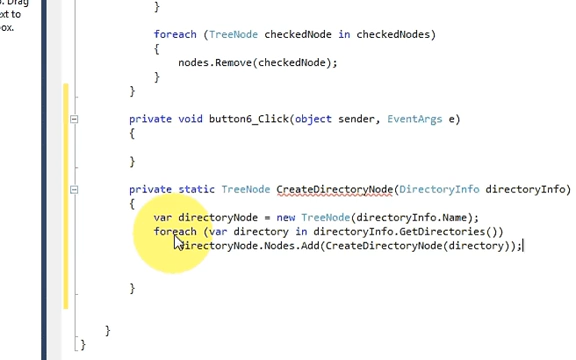 o. Drag
ext to
ox.
}
foreach (TreeNode checkedNode in checkedNodes)
{
nodes.Remove(checkedNode);
}
}
private void button6_Click(object sender, EventArgs e)
{
}
private static TreeNode CreateDirectoryNode(DirectoryInfo directoryInfo)
{
var directoryNode = new TreeNode(directoryInfo.Name);
foreach (var directory in directoryInfo.GetDirectories())
directoryNode.Nodes.Add(CreateDirectoryNode(directory));
}
}
}